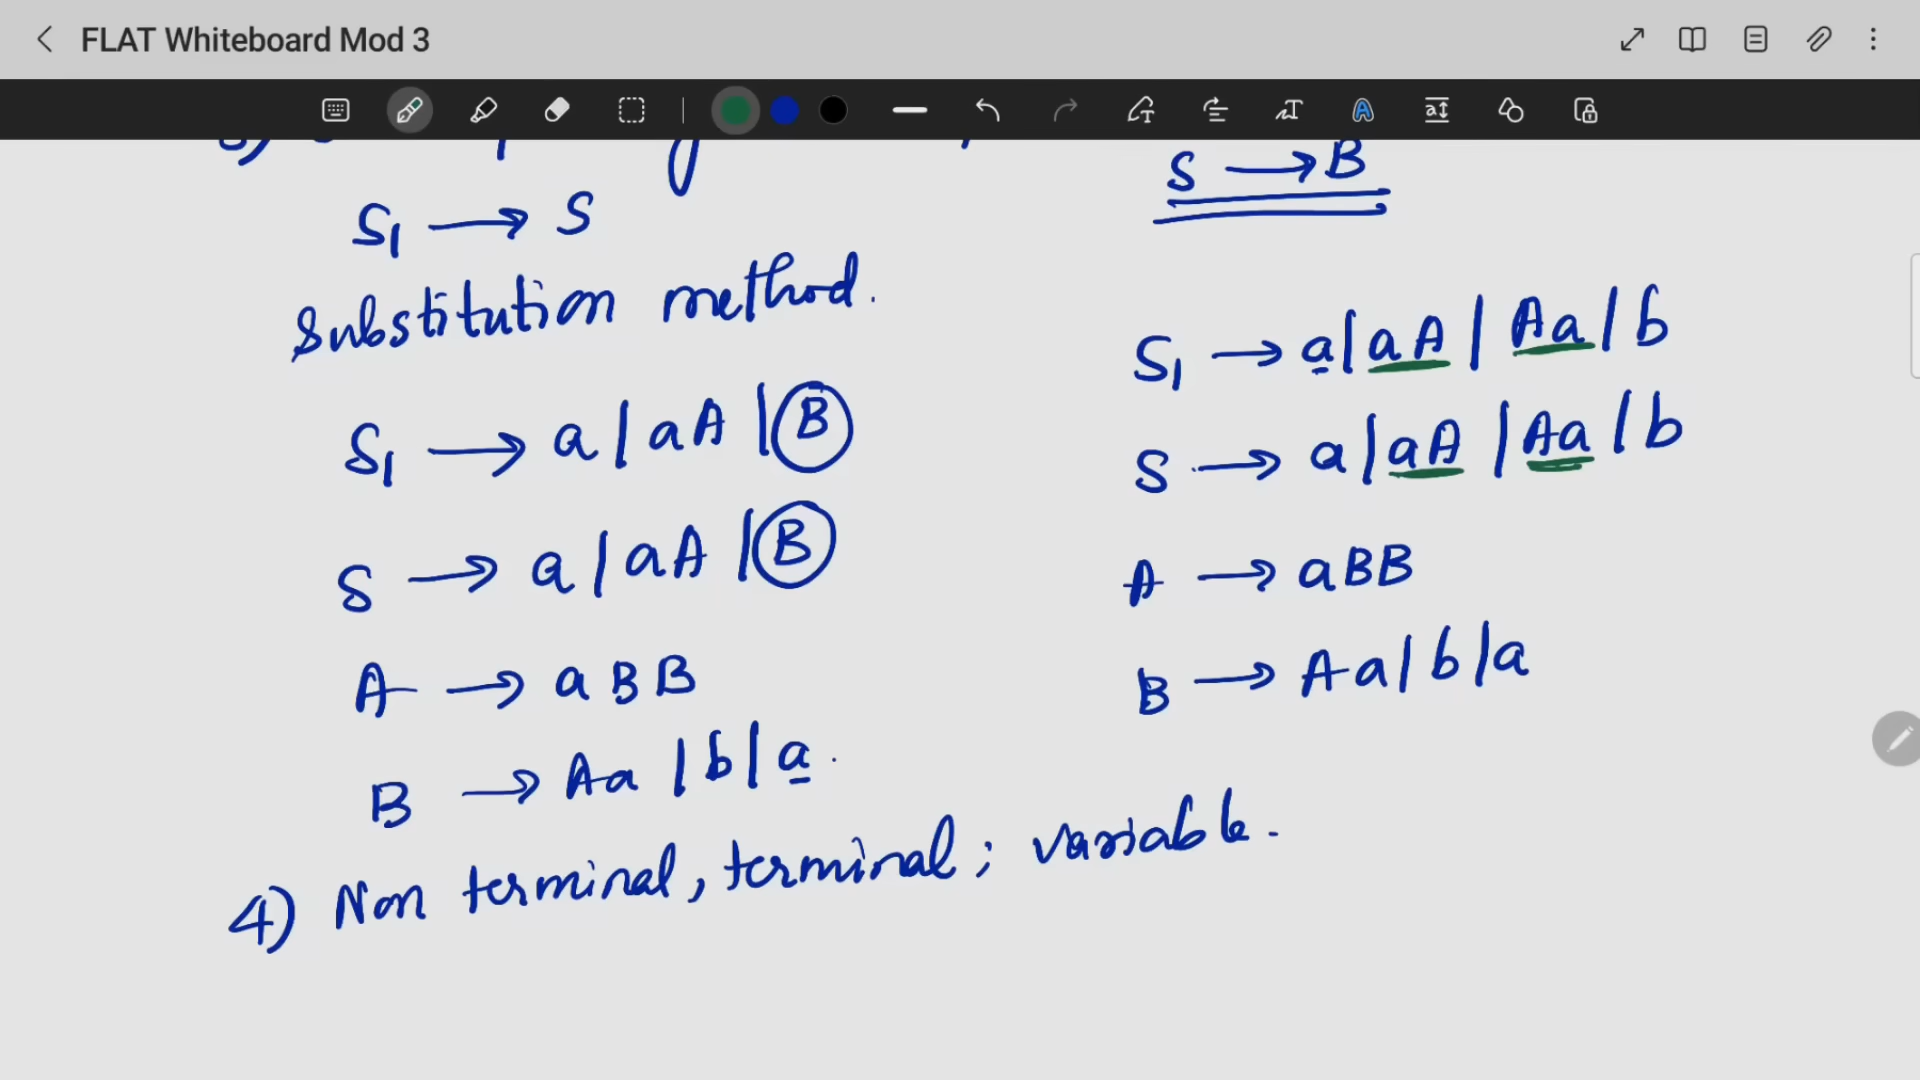 FLAT Whiteboard Mod 3
S₁ → S
Substitution method.
S₁ → a | aA | B
S → a | aA | B
A → aBB
B → Aa | b | a.
S → B
S₁ → a | aA | Aa | b
S → a | aA | Aa | b
A → aBB
B → Aa | b | a
4) Non terminal, terminal; variable.